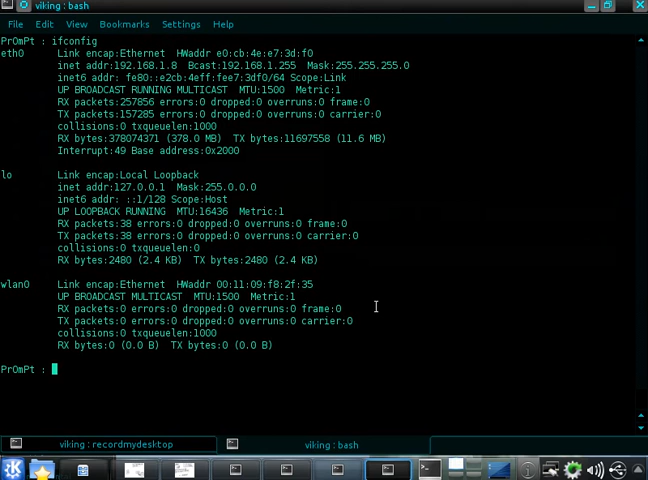 viking : bash
File Edit View Bookmarks Settings Help
PrOmPt : ifconfig
eth0 Link encap:Ethernet HWaddr e0:cb:4e:e7:3d:f0
inet addr:192.168.1.8 Bcast:192.168.1.255 Mask:255.255.255.0
inet6 addr: fe80::e2cb:4eff:fee7:3df0/64 Scope:Link
UP BROADCAST RUNNING MULTICAST MTU:1500 Metric:1
RX packets:257856 errors:0 dropped:0 overruns:0 frame:0
TX packets:157285 errors:0 dropped:0 overruns:0 carrier:0
collisions:0 txqueuelen:1000
RX bytes:378074371 (378.0 MB) TX bytes:11697558 (11.6 MB)
Interrupt:49 Base address:0x2000
lo Link encap:Local Loopback
inet addr:127.0.0.1 Mask:255.0.0.0
inet6 addr: ::1/128 Scope:Host
UP LOOPBACK RUNNING MTU:16436 Metric:1
RX packets:38 errors:0 dropped:0 overruns:0 frame:0
TX packets:38 errors:0 dropped:0 overruns:0 carrier:0
collisions:0 txqueuelen:0
RX bytes:2480 (2.4 KB) TX bytes:2480 (2.4 KB)
wlan0 Link encap:Ethernet HWaddr 00:11:09:f8:2f:35
UP BROADCAST MULTICAST MTU:1500 Metric:1
RX packets:0 errors:0 dropped:0 overruns:0 frame:0
TX packets:0 errors:0 dropped:0 overruns:0 carrier:0
collisions:0 txqueuelen:1000
RX bytes:0 (0.0 B) TX bytes:0 (0.0 B)
PrOmPt :
viking : recordmydesktop
viking : bash